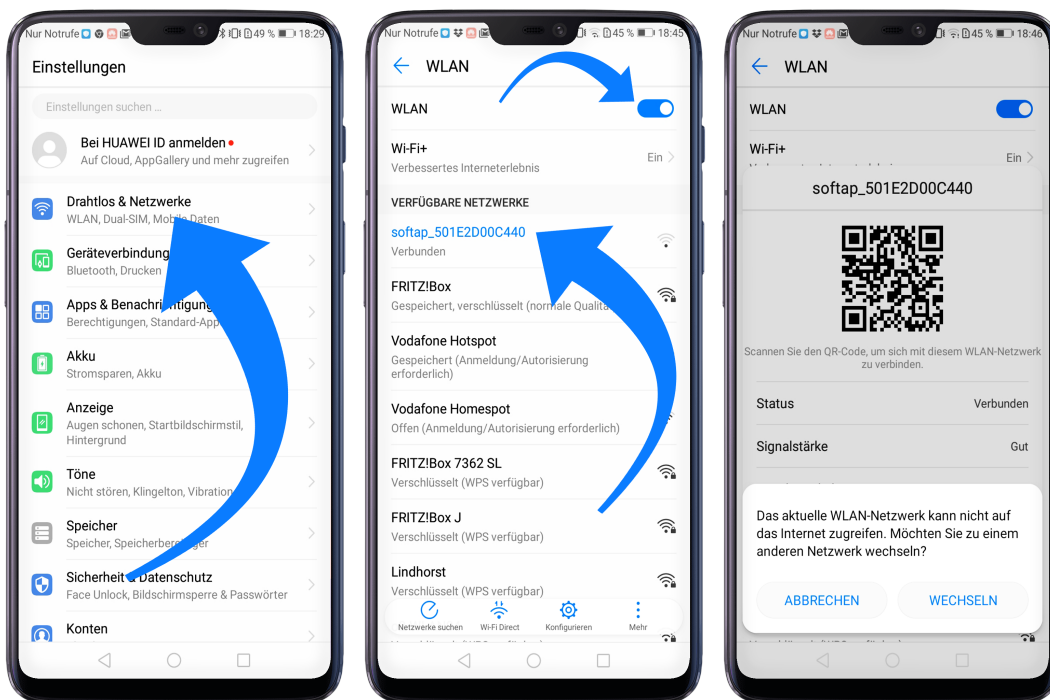 Nur Notrufe 49 % 18:29
Einstellungen
Einstellungen suchen ...
Bei HUAWEI ID anmelden
Auf Cloud, AppGallery und mehr zugreifen
Drahtlos & Netzwerke
WLAN, Dual-SIM, Mobile Daten
Geräteverbindung
Bluetooth, Drucken
Apps & Benachrichtigung
Berechtigungen, Standard-App
Akku
Stromsparen, Akku
Anzeige
Augen schonen, Startbildschirmstil,
Hintergrund
Töne
Nicht stören, Klingelton, Vibration
Speicher
Speicher, Speicherbereiniger
Sicherheit & Datenschutz
Face Unlock, Bildschirmsperre & Passwörter
Konten
Nur Notrufe 45 % 18:45
WLAN
WLAN
Wi-Fi+
Verbessertes Interneterlebnis
Ein
VERFÜGBARE NETZWERKE
softap_501E2D00C440
Verbunden
FRITZ!Box
Gespeichert, verschlüsselt (normale Qualitä
Vodafone Hotspot
Gespeichert (Anmeldung/Autorisierung
erforderlich)
Vodafone Homespot
Offen (Anmeldung/Autorisierung erforderlich)
FRITZ!Box 7362 SL
Verschlüsselt (WPS verfügbar)
FRITZ!Box J
Verschlüsselt (WPS verfügbar)
Lindhorst
Verschlüsselt (WPS verfügbar)
Netzwerke suchen Wi-Fi Direct Konfigurieren Mehr
Nur Notrufe 45 % 18:46
WLAN
WLAN
Wi-Fi+
Ein
softap_501E2D00C440
Scannen Sie den QR-Code, um sich mit diesem WLAN-Netzwerk
zu verbinden.
Status Verbunden
Signalstärke Gut
Das aktuelle WLAN-Netzwerk kann nicht auf
das Internet zugreifen. Möchten Sie zu einem
anderen Netzwerk wechseln?
ABBRECHEN WECHSELN